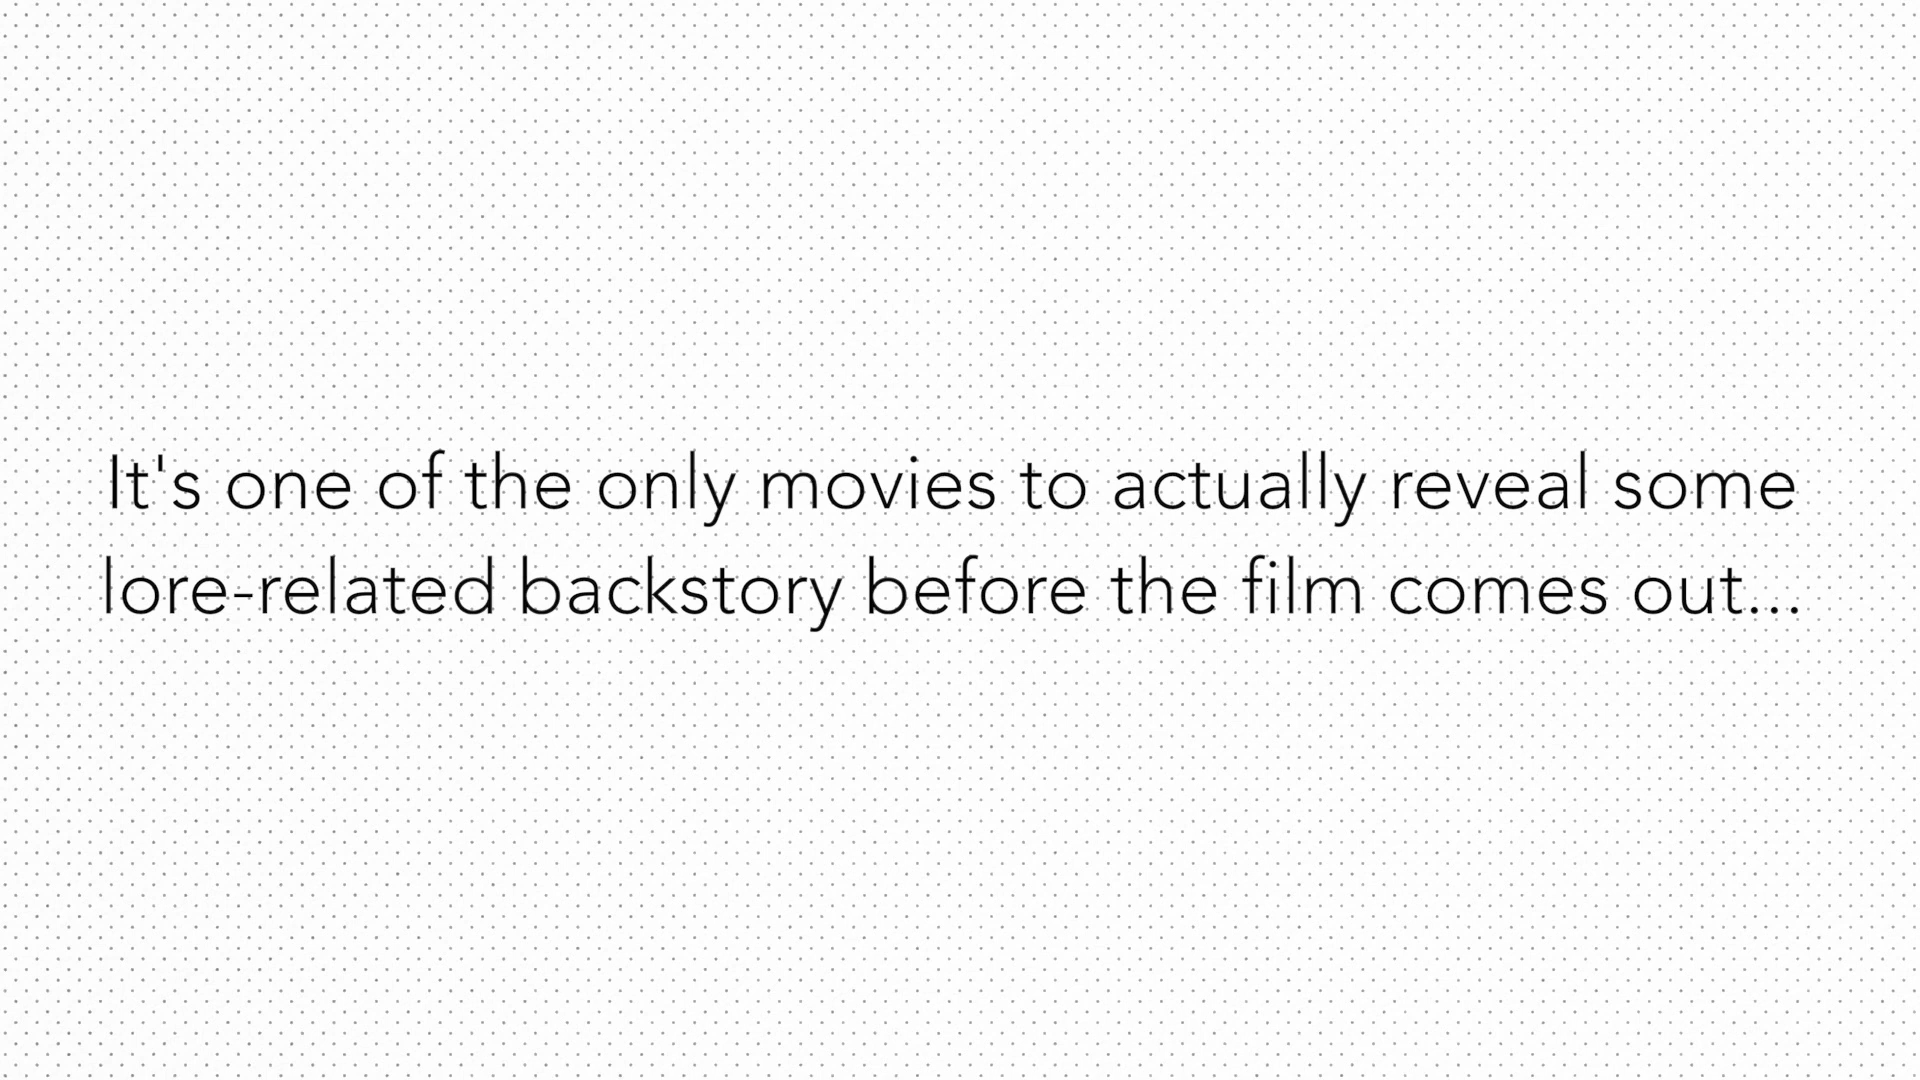 It's one of the only movies to actually reveal some
lore-related backstory before the film comes out...